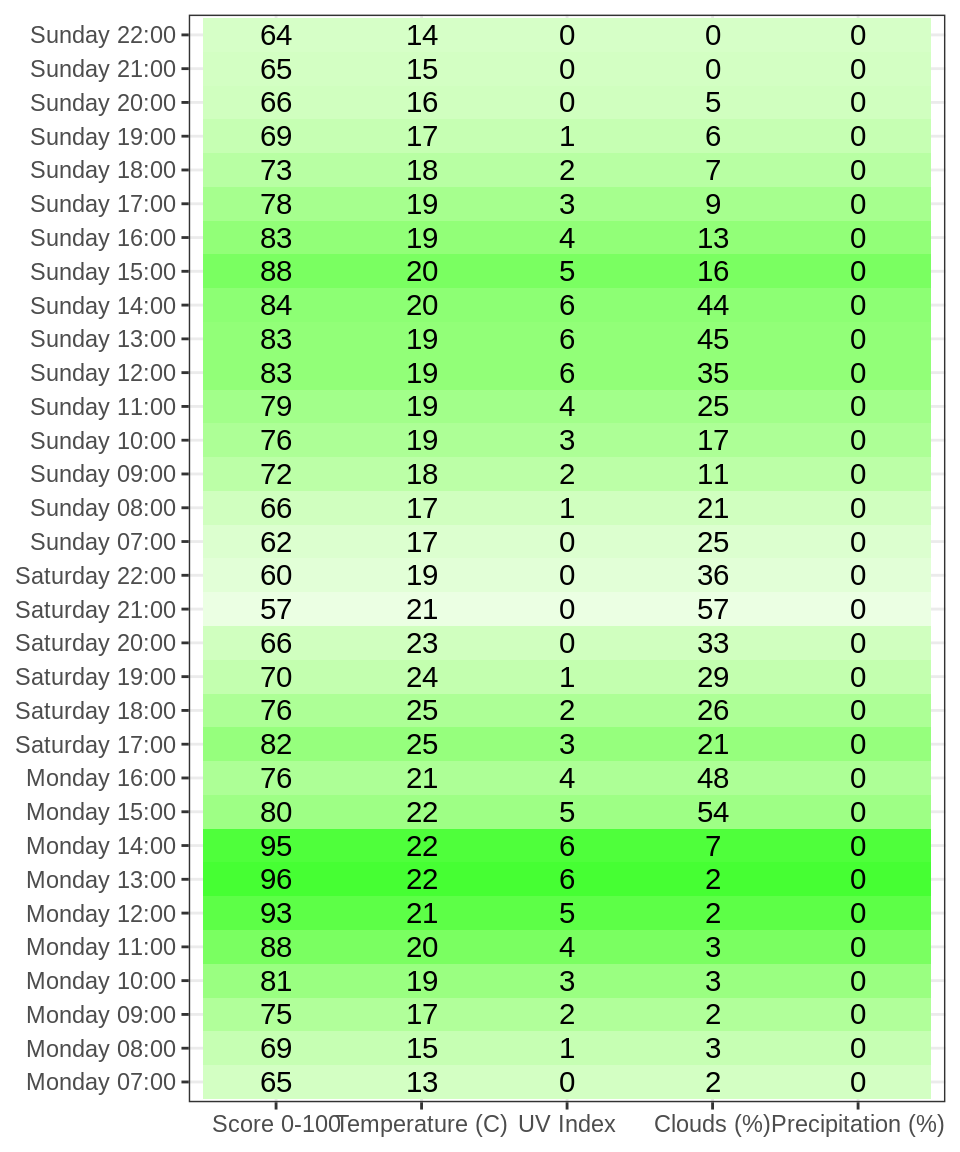 Sunday 22:00 64 14 0 0 0
Sunday 21:00 65 15 0 0 0
Sunday 20:00 66 16 0 5 0
Sunday 19:00 69 17 1 6 0
Sunday 18:00 73 18 2 7 0
Sunday 17:00 78 19 3 9 0
Sunday 16:00 83 19 4 13 0
Sunday 15:00 88 20 5 16 0
Sunday 14:00 84 20 6 44 0
Sunday 13:00 83 19 6 45 0
Sunday 12:00 83 19 6 35 0
Sunday 11:00 79 19 4 25 0
Sunday 10:00 76 19 3 17 0
Sunday 09:00 72 18 2 11 0
Sunday 08:00 66 17 1 21 0
Sunday 07:00 62 17 0 25 0
Saturday 22:00 60 19 0 36 0
Saturday 21:00 57 21 0 57 0
Saturday 20:00 66 23 0 33 0
Saturday 19:00 70 24 1 29 0
Saturday 18:00 76 25 2 26 0
Saturday 17:00 82 25 3 21 0
Monday 16:00 76 21 4 48 0
Monday 15:00 80 22 5 54 0
Monday 14:00 95 22 6 7 0
Monday 13:00 96 22 6 2 0
Monday 12:00 93 21 5 2 0
Monday 11:00 88 20 4 3 0
Monday 10:00 81 19 3 3 0
Monday 09:00 75 17 2 2 0
Monday 08:00 69 15 1 3 0
Monday 07:00 65 13 0 2 0
Score 0-100 Temperature (C) UV Index Clouds (%) Precipitation (%)